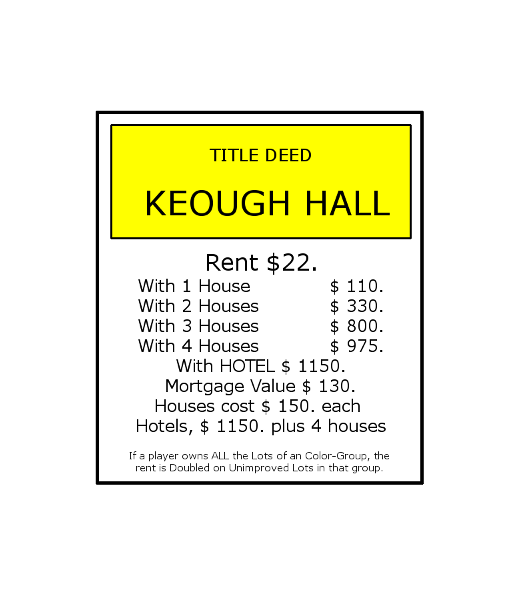 TITLE DEED
KEOUGH HALL
Rent $22.
With 1 House $ 110.
With 2 Houses $ 330.
With 3 Houses $ 800.
With 4 Houses $ 975.
With HOTEL $ 1150.
Mortgage Value $ 130.
Houses cost $ 150. each
Hotels, $ 1150. plus 4 houses
If a player owns ALL the Lots of an Color-Group, the
rent is Doubled on Unimproved Lots in that group.